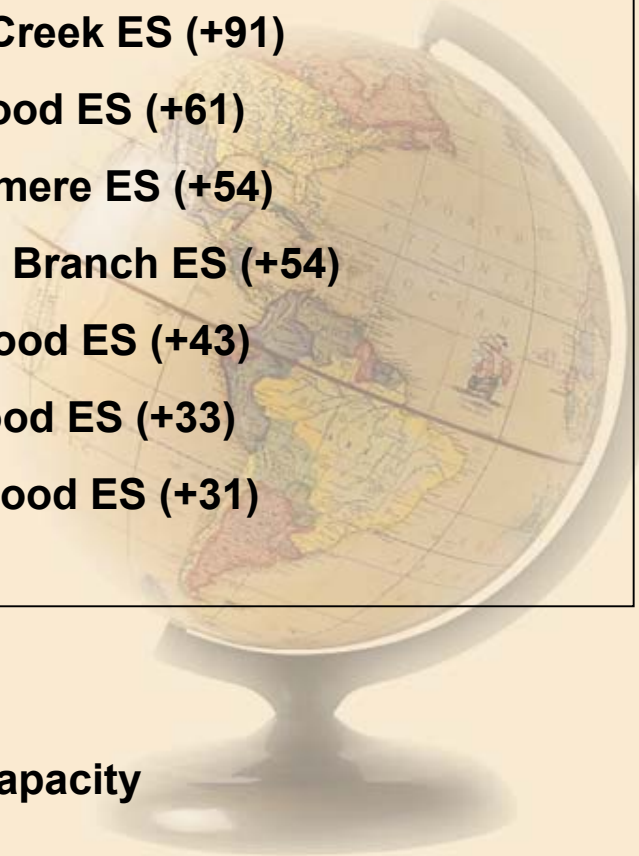 Creek ES (+91)
ood ES (+61)
mere ES (+54)
Branch ES (+54)
ood ES (+43)
ood ES (+33)
ood ES (+31)
apacity